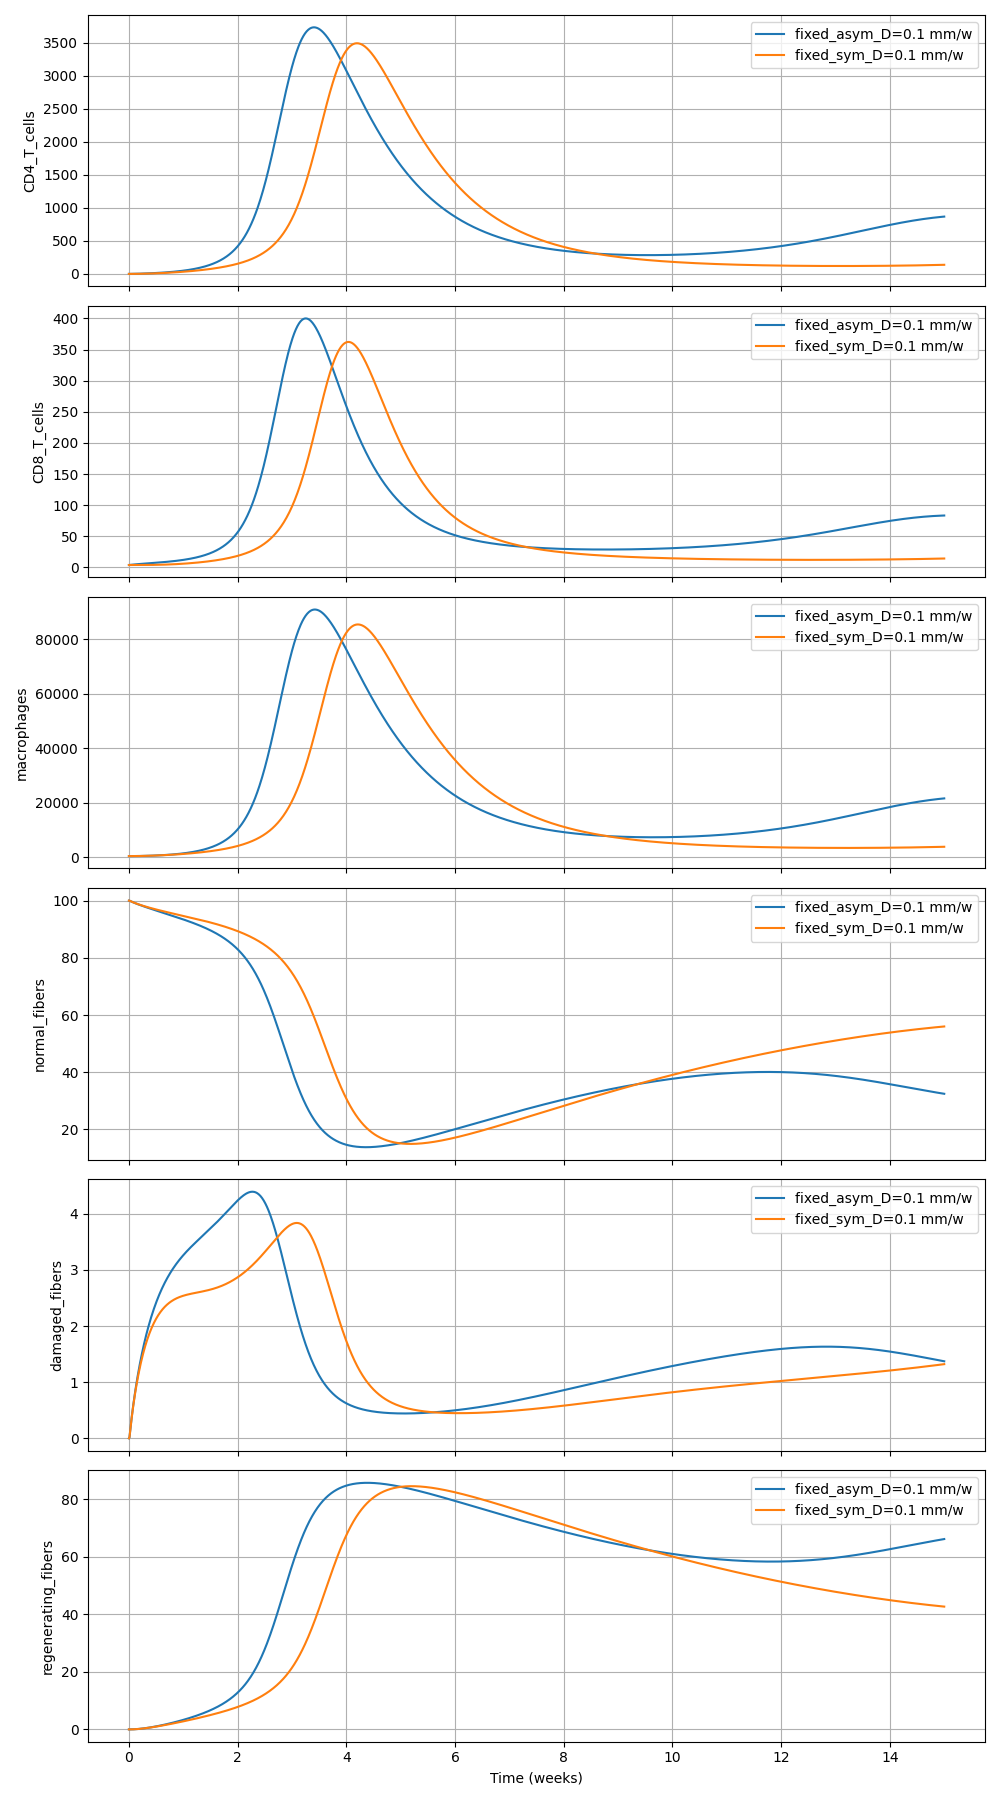 CD4_T_cells
3500
3000
2500
2000
1500
1000
500
0
fixed_asym_D=0.1 mm/w
fixed_sym_D=0.1 mm/w
CD8_T_cells
400
350
300
250
200
150
100
50
0
fixed_asym_D=0.1 mm/w
fixed_sym_D=0.1 mm/w
macrophages
80000
60000
40000
20000
0
fixed_asym_D=0.1 mm/w
fixed_sym_D=0.1 mm/w
normal_fibers
100
80
60
40
20
fixed_asym_D=0.1 mm/w
fixed_sym_D=0.1 mm/w
damaged_fibers
4
3
2
1
0
fixed_asym_D=0.1 mm/w
fixed_sym_D=0.1 mm/w
regenerating_fibers
80
60
40
20
0
fixed_asym_D=0.1 mm/w
fixed_sym_D=0.1 mm/w
0 2 4 6 8 10 12 14
Time (weeks)